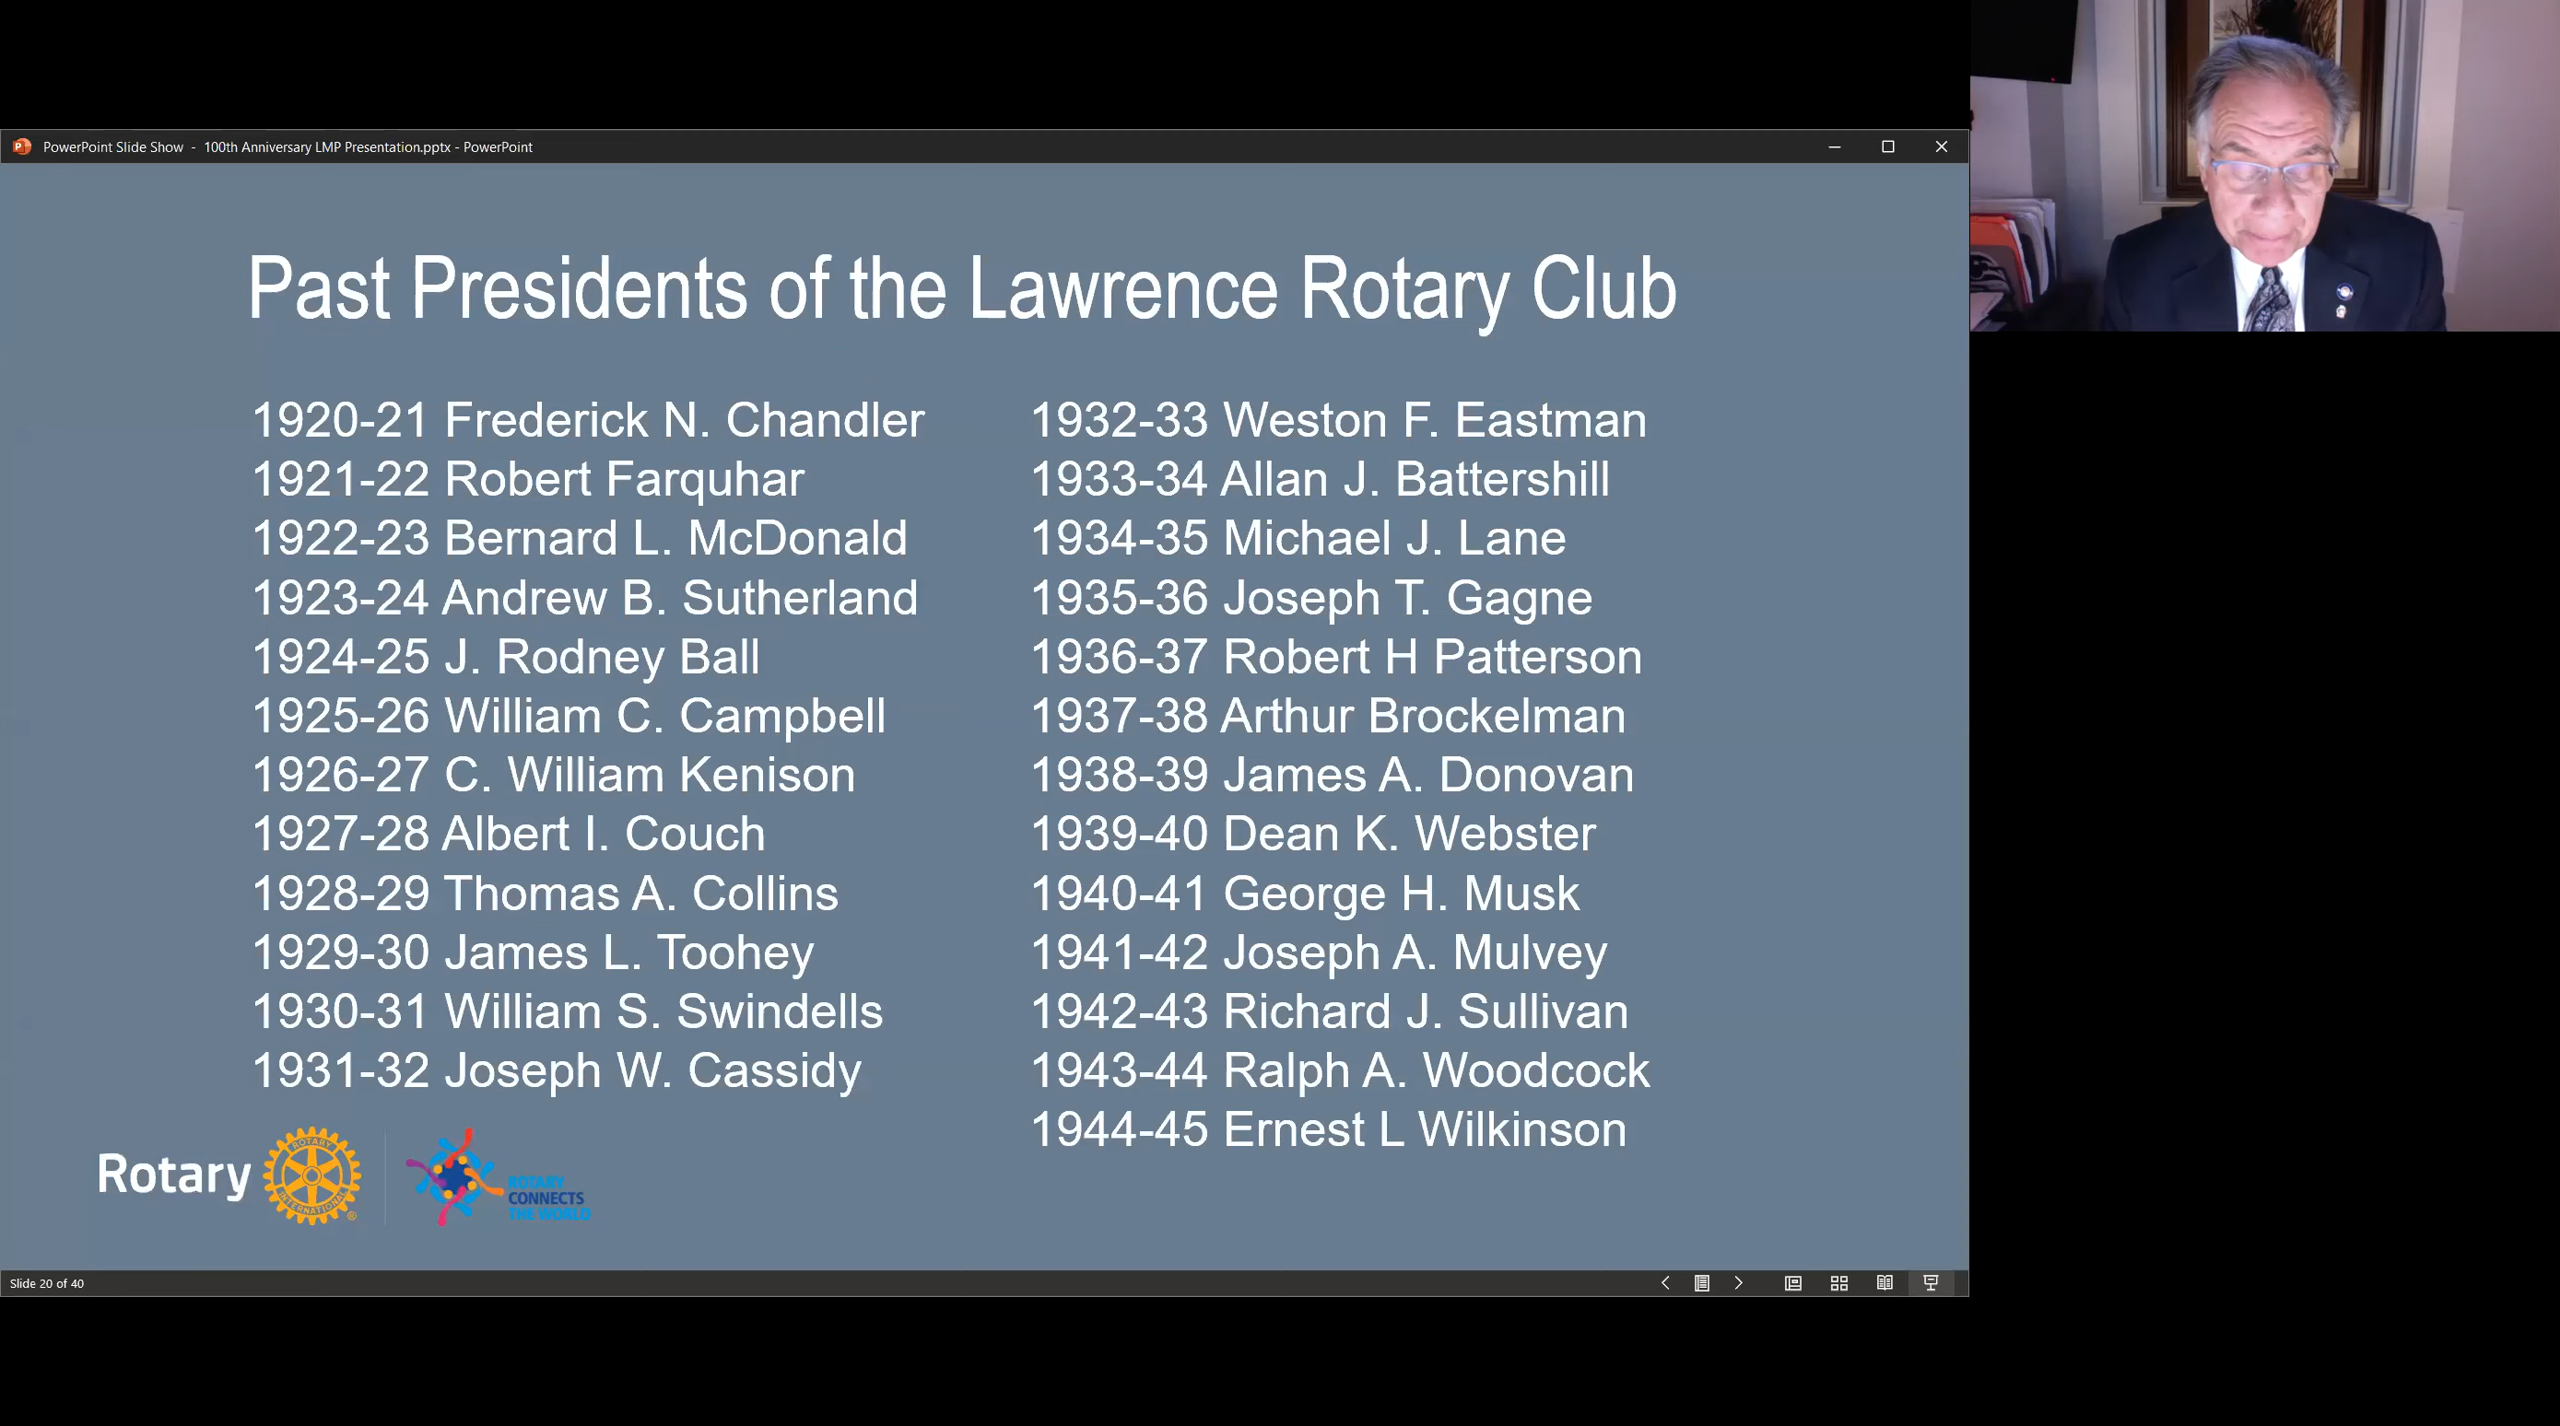 PowerPoint Slide Show - 100th Anniversary LMP Presentation.pptx - PowerPoint
Past Presidents of the Lawrence Rotary Club
1920-21 Frederick N. Chandler
1921-22 Robert Farquhar
1922-23 Bernard L. McDonald
1923-24 Andrew B. Sutherland
1924-25 J. Rodney Ball
1925-26 William C. Campbell
1926-27 C. William Kenison
1927-28 Albert I. Couch
1928-29 Thomas A. Collins
1929-30 James L. Toohey
1930-31 William S. Swindells
1931-32 Joseph W. Cassidy
1932-33 Weston F. Eastman
1933-34 Allan J. Battershill
1934-35 Michael J. Lane
1935-36 Joseph T. Gagne
1936-37 Robert H Patterson
1937-38 Arthur Brockelman
1938-39 James A. Donovan
1939-40 Dean K. Webster
1940-41 George H. Musk
1941-42 Joseph A. Mulvey
1942-43 Richard J. Sullivan
1943-44 Ralph A. Woodcock
1944-45 Ernest L Wilkinson
Rotary
ROTARY
INTERNATIONAL
®
ROTARY
CONNECTS
THE WORLD
Slide 20 of 40